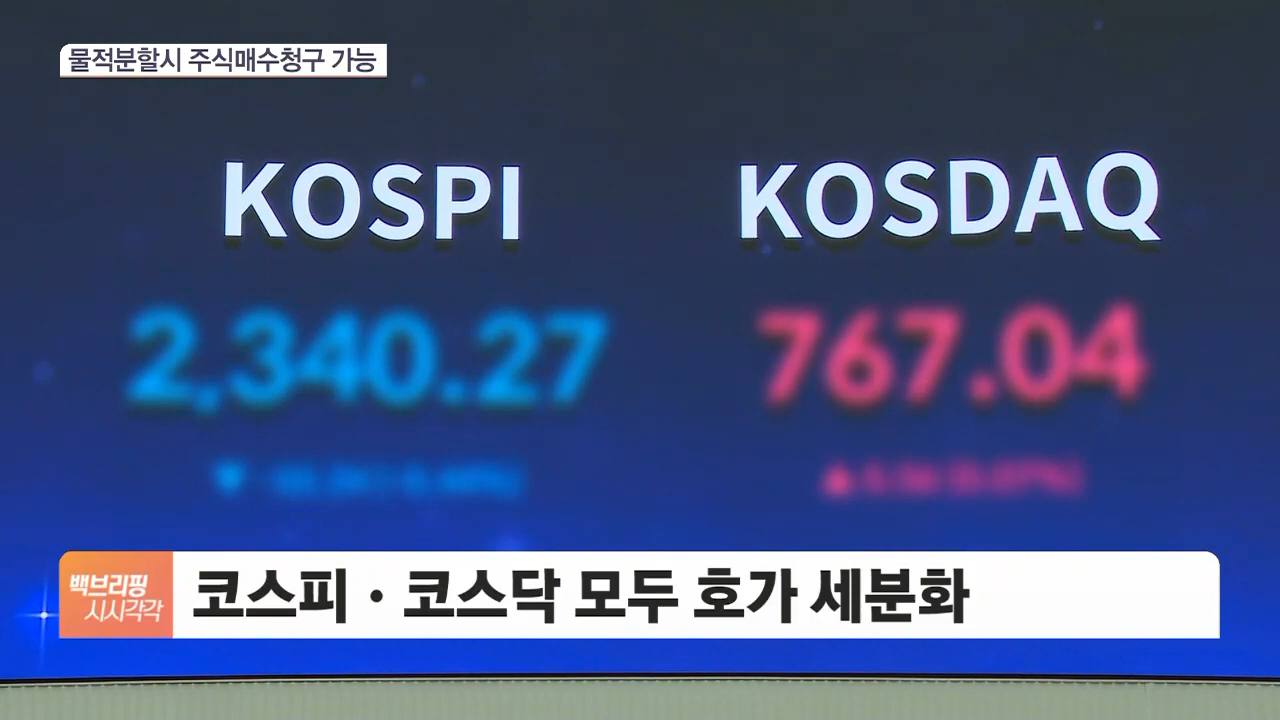 물적분할시 주식매수청구 가능
KOSPI
KOSDAQ
2,340.27
767.04
백브리핑
시시각각
코스피·코스닥 모두 호가 세분화